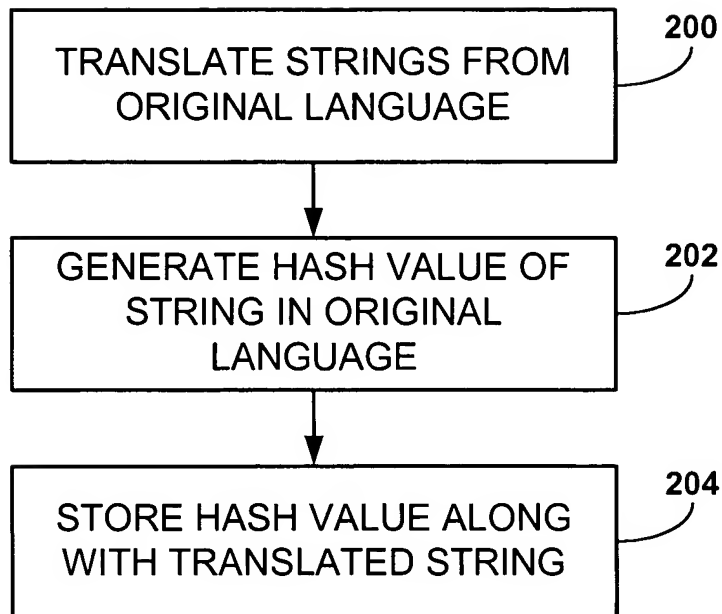 200
TRANSLATE STRINGS FROM
ORIGINAL LANGUAGE
202
GENERATE HASH VALUE OF
STRING IN ORIGINAL
LANGUAGE
204
STORE HASH VALUE ALONG
WITH TRANSLATED STRING